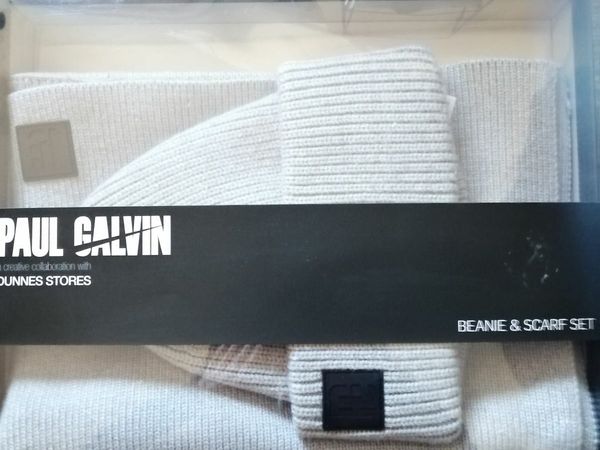 PAUL GALVIN
a creative collaboration with
DUNNES STORES
BEANIE & SCARF SET